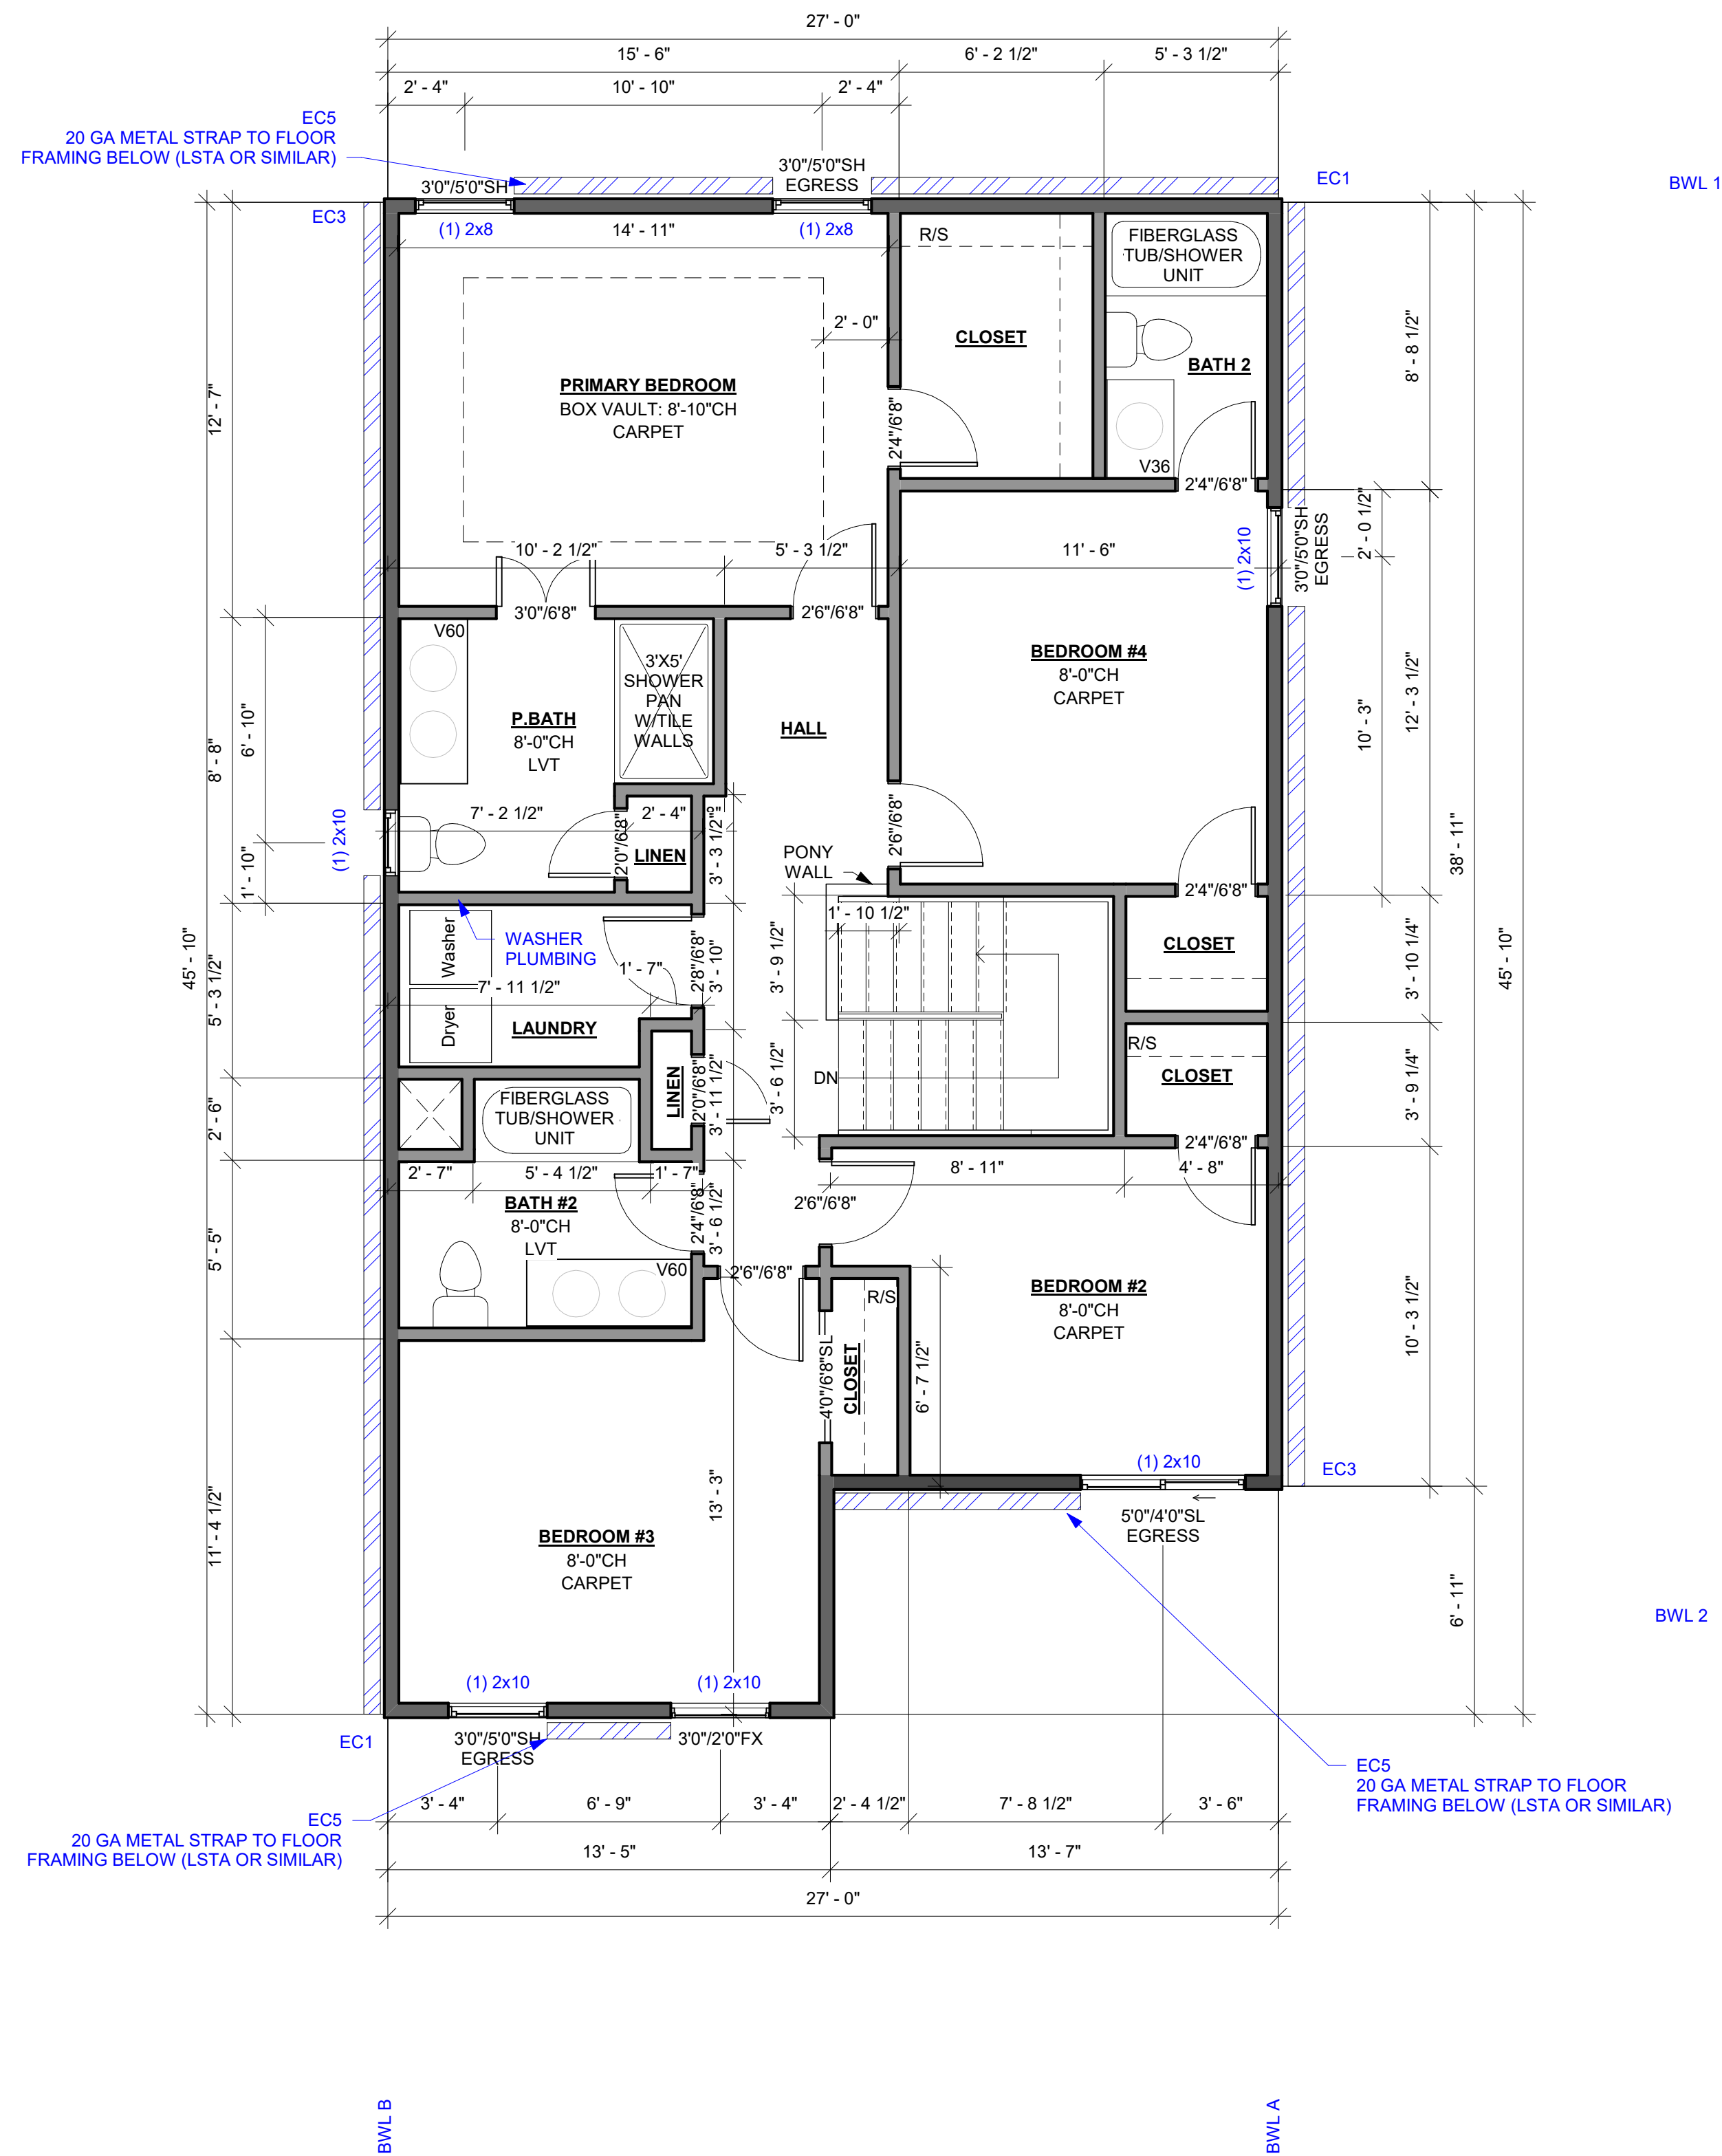 27' - 0"
15' - 6"
6' - 2 1/2"
5' - 3 1/2"
2' - 4"
10' - 10"
2' - 4"
EC5
20 GA METAL STRAP TO FLOOR
FRAMING BELOW (LSTA OR SIMILAR)
3'0"/5'0"SH
3'0"/5'0"SH
EGRESS
EC1
BWL 1
EC3
(1) 2x8
14' - 11"
(1) 2x8
R/S
FIBERGLASS
TUB/SHOWER
UNIT
2' - 0"
CLOSET
BATH 2
8' - 8 1/2"
12' - 7"
PRIMARY BEDROOM
BOX VAULT: 8'-10"CH
CARPET
2'4"/6'8"
V36
2'4"/6'8"
3'0"/5'0"SH
EGRESS
(1) 2x10
2' - 0 1/2"
10' - 2 1/2"
5' - 3 1/2"
11' - 6"
3'0"/6'8"
2'6"/6'8"
V60
3'X5'
SHOWER
PAN
W/TILE
WALLS
BEDROOM #4
8'-0"CH
CARPET
P.BATH
8'-0"CH
LVT
HALL
6' - 10"
8' - 8"
10' - 3"
12' - 3 1/2"
7' - 2 1/2"
2' - 4"
2'0"/6'8"
LINEN
3' - 3 1/2"
2'6"/6'8"
(1) 2x10
1' - 10"
PONY
WALL
2'4"/6'8"
38' - 11"
1' - 10 1/2"
Washer
WASHER
PLUMBING
1' - 7"
2'8"/6'8"
3' - 10"
3' - 9 1/2"
CLOSET
3' - 10 1/4"
45' - 10"
45' - 10"
5' - 3 1/2"
7' - 11 1/2"
Dryer
LAUNDRY
R/S
CLOSET
3' - 9 1/4"
DN
3' - 6 1/2"
LINEN
2'0"/6'8"
3' - 11 1/2"
2' - 6"
FIBERGLASS
TUB/SHOWER
UNIT
2'4"/6'8"
2' - 7"
5' - 4 1/2"
1' - 7"
8' - 11"
4' - 8"
2'6"/6'8"
BATH #2
8'-0"CH
LVT
2'4"/6'8"
3' - 6 1/2"
5' - 5"
V60
2'6"/6'8"
R/S
BEDROOM #2
8'-0"CH
CARPET
10' - 3 1/2"
4'0"/6'8"SL
CLOSET
6' - 7 1/2"
(1) 2x10
EC3
13' - 3"
11' - 4 1/2"
5'0"/4'0"SL
EGRESS
BEDROOM #3
8'-0"CH
CARPET
6' - 11"
BWL 2
(1) 2x10
(1) 2x10
EC1
3'0"/5'0"SH
EGRESS
3'0"/2'0"FX
EC5
20 GA METAL STRAP TO FLOOR
FRAMING BELOW (LSTA OR SIMILAR)
3' - 4"
6' - 9"
3' - 4"
2' - 4 1/2"
7' - 8 1/2"
3' - 6"
EC5
20 GA METAL STRAP TO FLOOR
FRAMING BELOW (LSTA OR SIMILAR)
13' - 5"
13' - 7"
27' - 0"
BWL B
BWL A